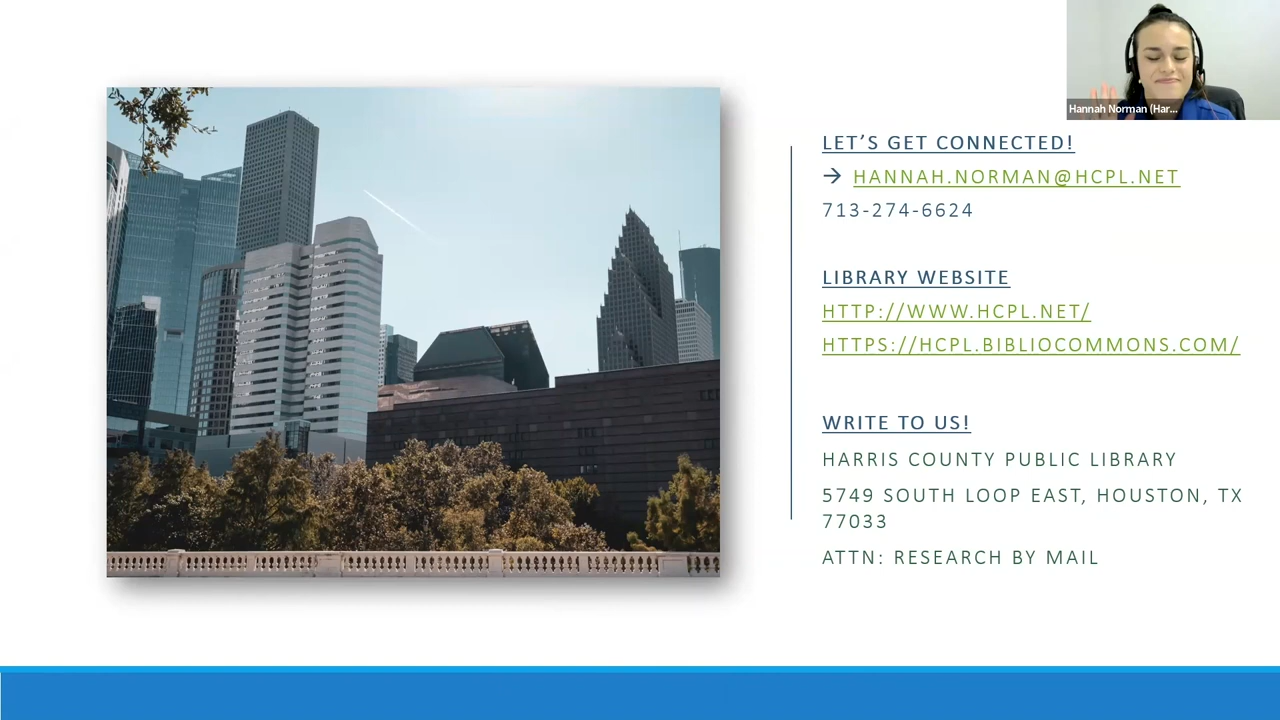 Hannah Norman (Har...
LET’S GET CONNECTED!
→ HANNAH.NORMAN@HCPL.NET
713-274-6624
LIBRARY WEBSITE
HTTP://WWW.HCPL.NET/
HTTPS://HCPL.BIBLIOCOMMONS.COM/
WRITE TO US!
HARRIS COUNTY PUBLIC LIBRARY
5749 SOUTH LOOP EAST, HOUSTON, TX
77033
ATTN: RESEARCH BY MAIL